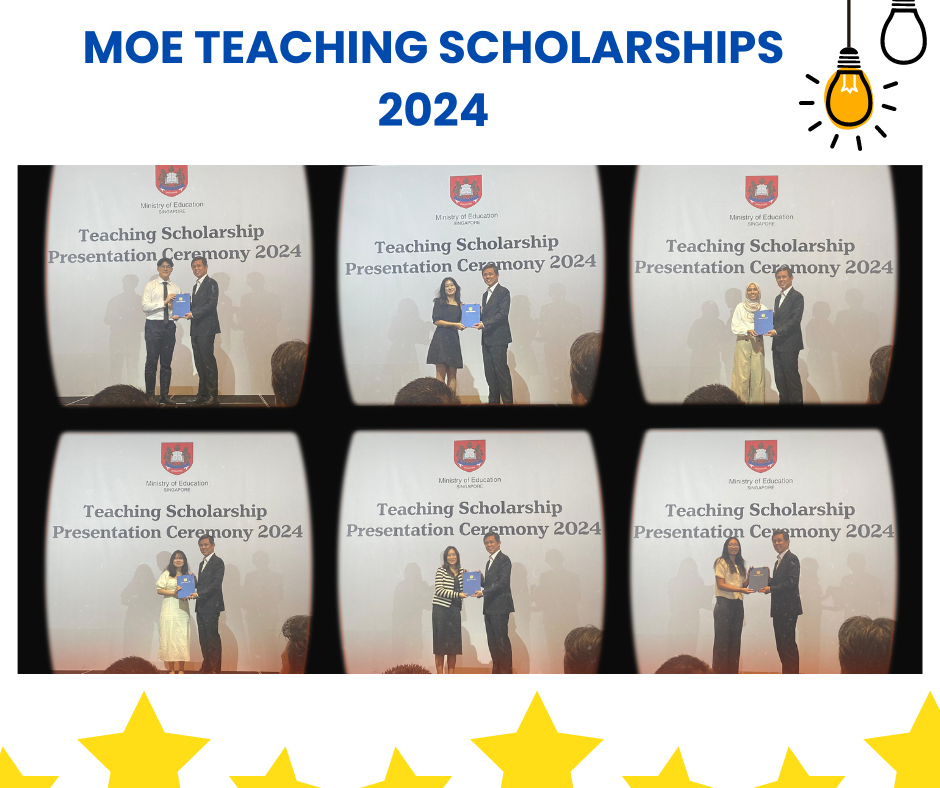 MOE TEACHING SCHOLARSHIPS
2024
Ministry of Education
SINGAPORE
Teaching Scholarship
Presentation Ceremony 2024
Ministry of Education
SINGAPORE
Teaching Scholarship
Presentation Ceremony 2024
Ministry of Education
SINGAPORE
Teaching Scholarship
Presentation Ceremony 2024
Ministry of Education
SINGAPORE
Teaching Scholarship
Presentation Ceremony 2024
Ministry of Education
SINGAPORE
Teaching Scholarship
Presentation Ceremony 2024
Ministry of Education
SINGAPORE
Teaching Scholarship
Presentation Ceremony 2024